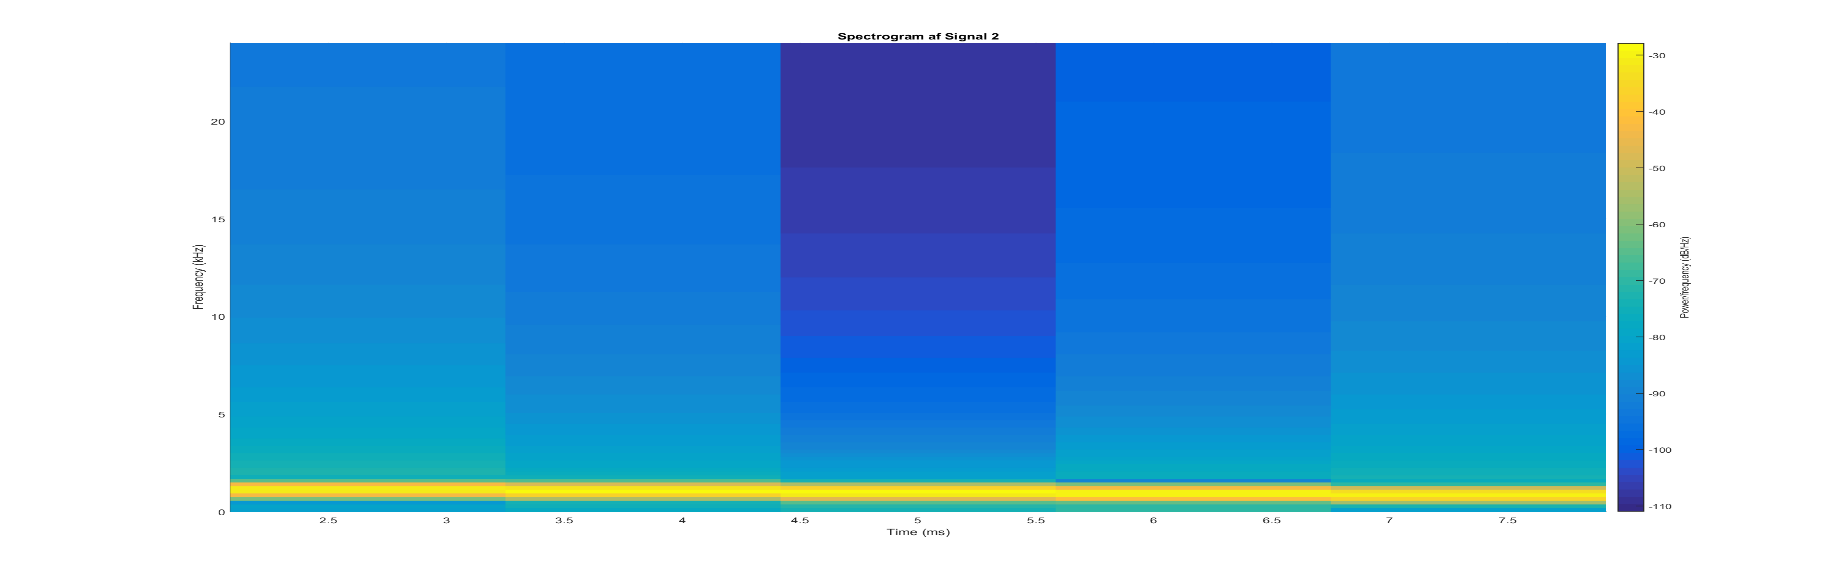 Spectrogram af Signal 2
Frequency (kHz)
20
15
10
5
0
2.5 3 3.5 4 4.5 5 5.5 6 6.5 7 7.5
Time (ms)
-30
-40
-50
-60
-70
-80
-90
-100
-110
Power/frequency (dB/Hz)